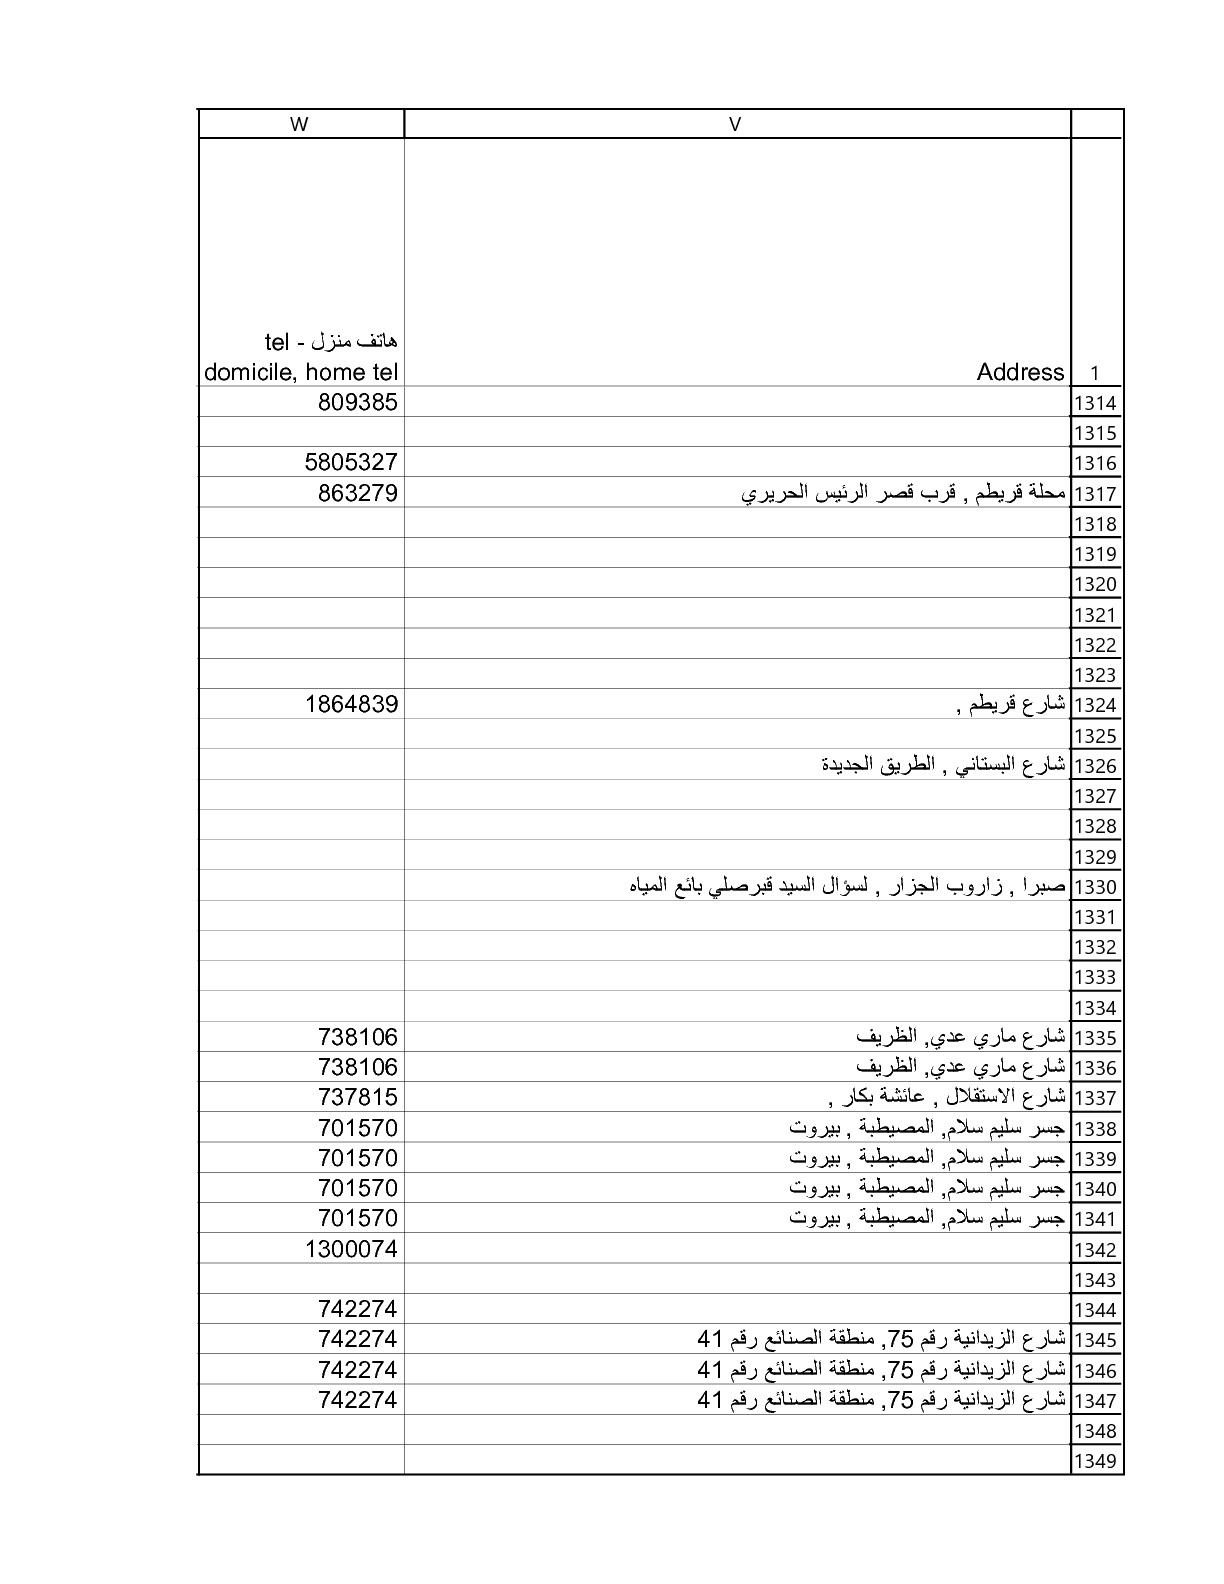 V W
1 Address هاتف منزل - tel
domicile, home tel
1314 809385
1315
1316 5805327
1317 محلة قريطم , قرب قصر الرئيس الحريري 863279
1318
1319
1320
1321
1322
1323
1324 شارع قريطم , 1864839
1325
1326 شارع البستاني , الطريق الجديدة
1327
1328
1329
1330 صبرا , زاروب الجزار , لسؤال السيد قبرصلي بائع المياه
1331
1332
1333
1334
1335 شارع ماري عدي, الظريف 738106
1336 شارع ماري عدي, الظريف 738106
1337 شارع الاستقلال , عائشة بكار , 737815
1338 جسر سليم سلام, المصيطبة , بيروت 701570
1339 جسر سليم سلام, المصيطبة , بيروت 701570
1340 جسر سليم سلام, المصيطبة , بيروت 701570
1341 جسر سليم سلام, المصيطبة , بيروت 701570
1342 1300074
1343
1344 742274
1345 شارع الزيدانية رقم 75, منطقة الصنائع رقم 41 742274
1346 شارع الزيدانية رقم 75, منطقة الصنائع رقم 41 742274
1347 شارع الزيدانية رقم 75, منطقة الصنائع رقم 41 742274
1348
1349